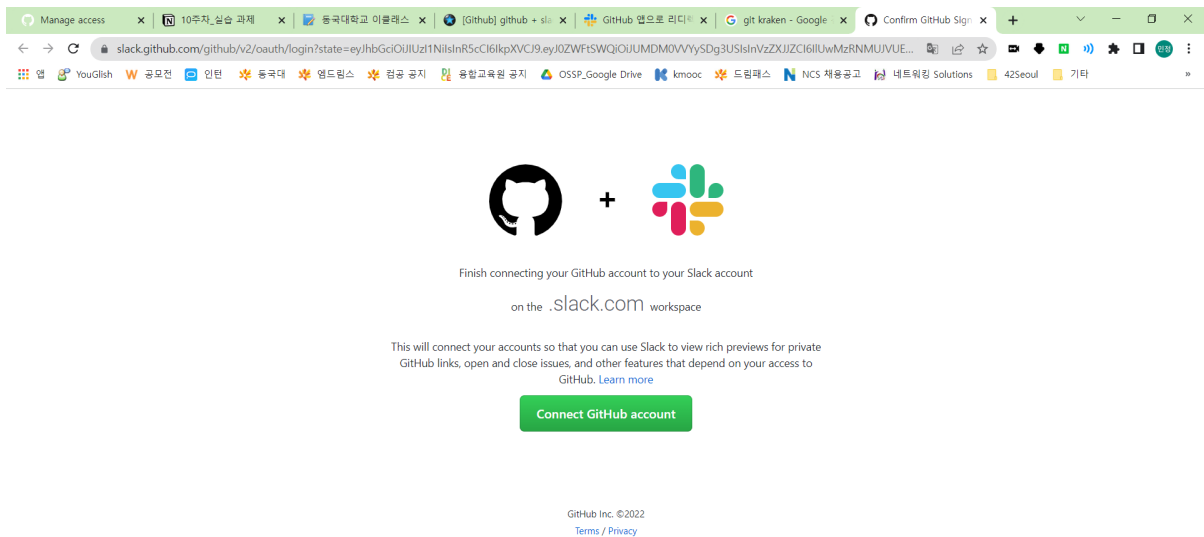 Manage access
10주차_실습 과제
동국대학교 이클래스
[Github] github + sla
GitHub 앱으로 리디렉
git kraken - Google
Confirm GitHub Sign
slack.github.com/github/v2/oauth/login?state=
민정
앱 YouGlish 공모전 인턴 동국대 엠드림스 컴공 공지 융합교육원 공지 OSSP_Google Drive kmooc 드림패스 NCS 채용공고 네트워킹 Solutions 42Seoul 기타 »
+
Finish connecting your GitHub account to your Slack account
on the .slack.com workspace
This will connect your accounts so that you can use Slack to view rich previews for private
GitHub links, open and close issues, and other features that depend on your access to
GitHub. Learn more
Connect GitHub account
GitHub Inc. ©2022
Terms / Privacy